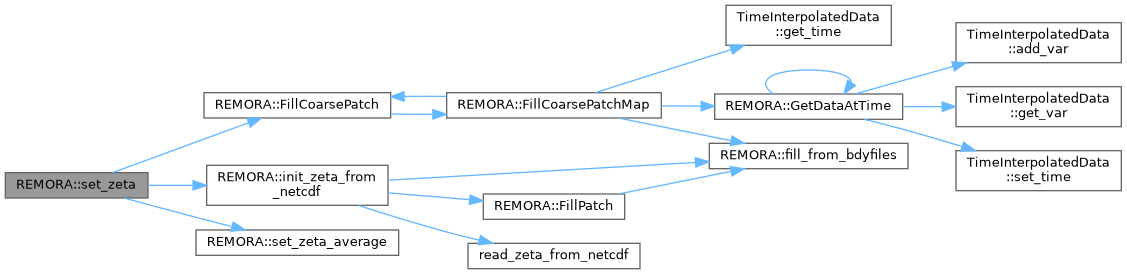 REMORA::set_zeta
REMORA::FillCoarsePatch
REMORA::init_zeta_from
_netcdf
REMORA::set_zeta_average
REMORA::FillCoarsePatchMap
REMORA::FillPatch
read_zeta_from_netcdf
TimeInterpolatedData
::get_time
REMORA::GetDataAtTime
REMORA::fill_from_bdyfiles
TimeInterpolatedData
::add_var
TimeInterpolatedData
::get_var
TimeInterpolatedData
::set_time